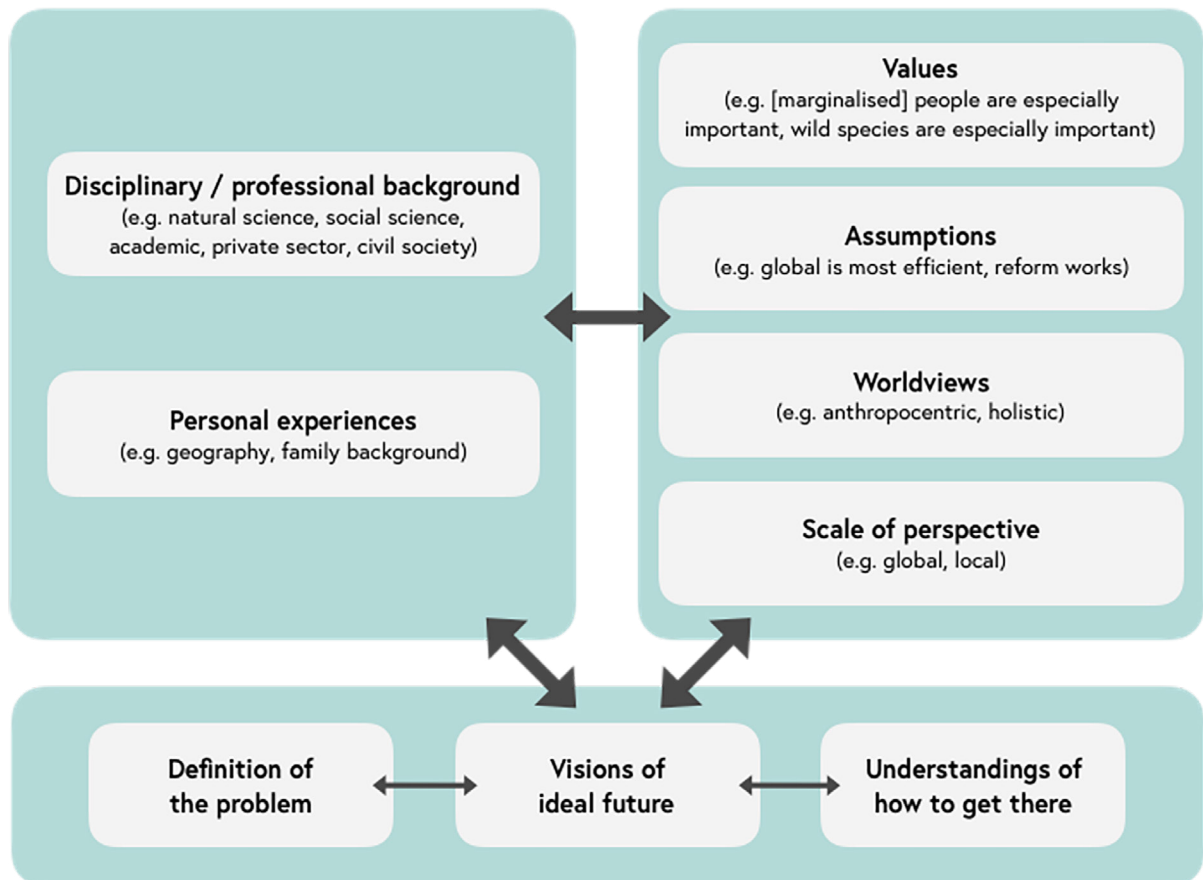 Disciplinary / professional background
(e.g. natural science, social science,
academic, private sector, civil society)
Personal experiences
(e.g. geography, family background)
Values
(e.g. [marginalised] people are especially
important, wild species are especially important)
Assumptions
(e.g. global is most efficient, reform works)
Worldviews
(e.g. anthropocentric, holistic)
Scale of perspective
(e.g. global, local)
Definition of
the problem
Visions of
ideal future
Understandings of
how to get there